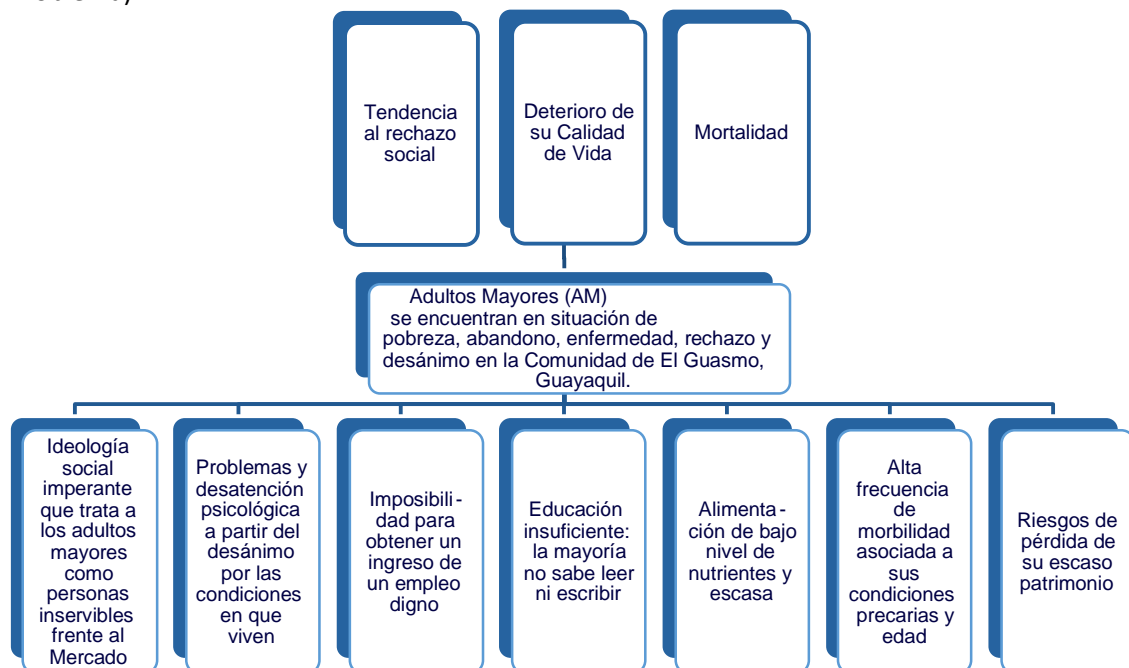 Tendencia
al rechazo
social
Deterioro de
su Calidad
de Vida
Mortalidad
Adultos Mayores (AM)
se encuentran en situación de
pobreza, abandono, enfermedad, rechazo y
desánimo en la Comunidad de El Guasmo,
Guayaquil.
Ideología
social
imperante
que trata a
los adultos
mayores
como
personas
inservibles
frente al
Mercado
Problemas y
desatención
psicológica
a partir del
desánimo
por las
condiciones
en que
viven
Imposibili-
dad para
obtener un
ingreso de
un empleo
digno
Educación
insuficiente:
la mayoría
no sabe leer
ni escribir
Alimenta-
ción de bajo
nivel de
nutrientes y
escasa
Alta
frecuencia
de
morbilidad
asociada a
sus
condiciones
precarias y
edad
Riesgos de
pérdida de
su escaso
patrimonio